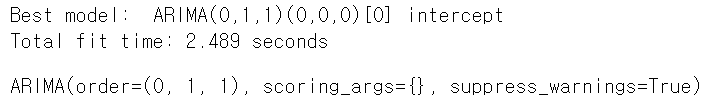 Best model:  ARIMA(0,1,1)(0,0,0)[0] intercept
Total fit time: 2.489 seconds
ARIMA(order=(0, 1, 1), scoring_args={}, suppress_warnings=True)